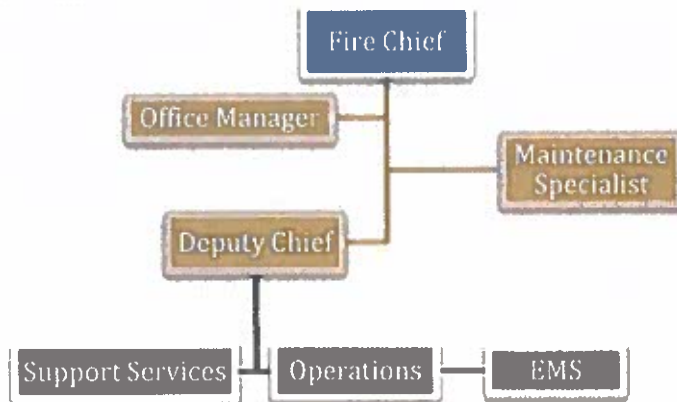 Fire Chief
Office Manager
Maintenance
Specialist
Deputy Chief
Support Services
Operations
EMS